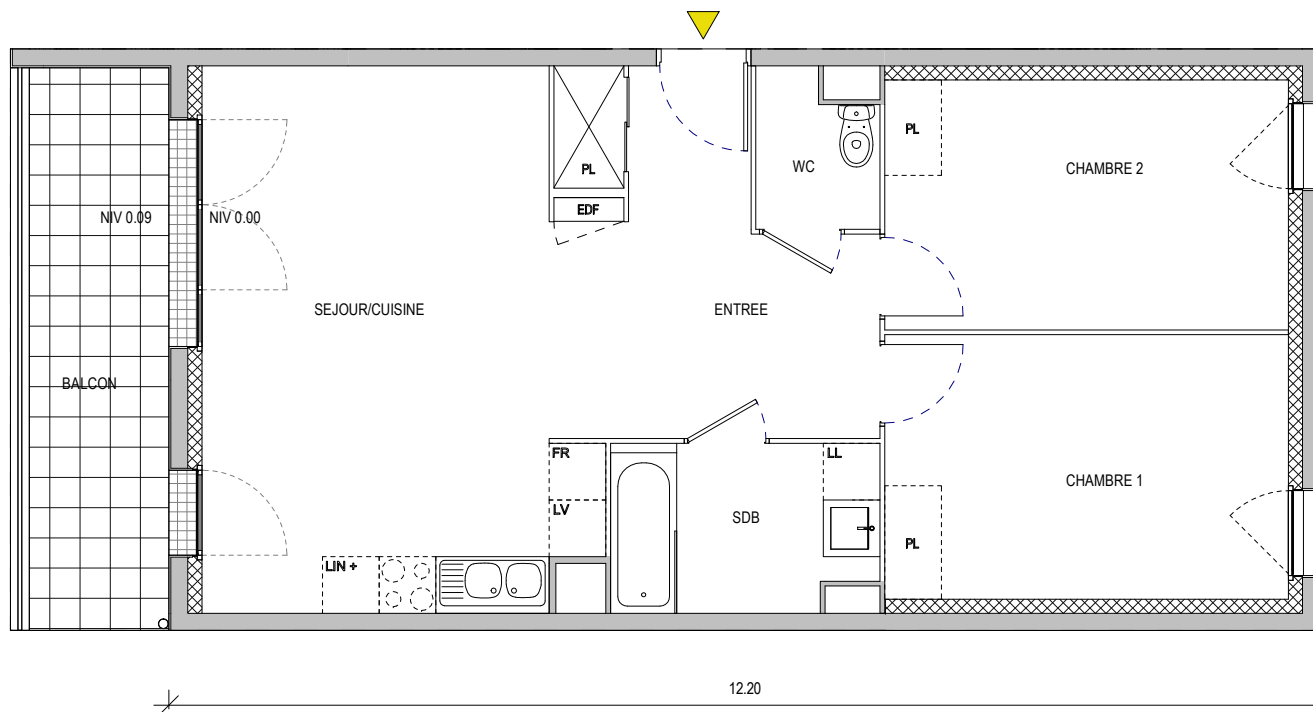 PL
WC
PL
CHAMBRE 2
EDF
NIV 0.09
NIV 0.00
SEJOUR/CUISINE
ENTREE
BALCON
FR
LL
CHAMBRE 1
LV
SDB
PL
LIN +
12.20